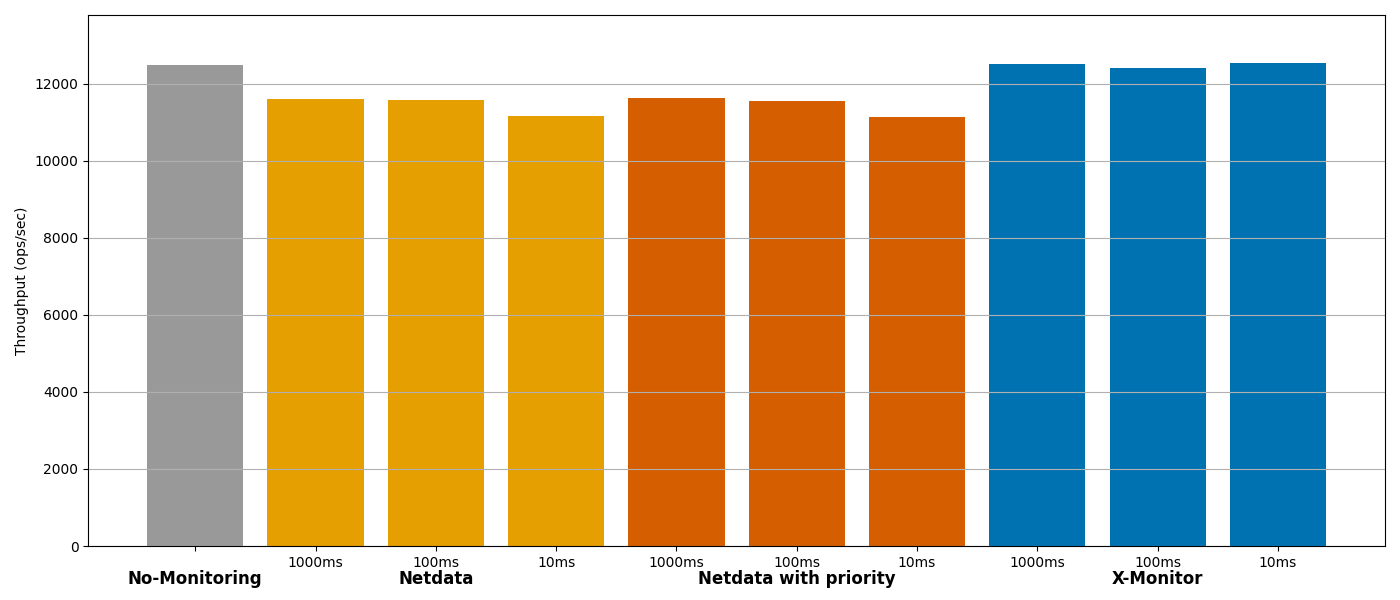 Throughput (ops/sec)
12000
10000
8000
6000
4000
2000
0
1000ms 100ms 10ms 1000ms 100ms 10ms 1000ms 100ms 10ms
No-Monitoring Netdata Netdata with priority X-Monitor